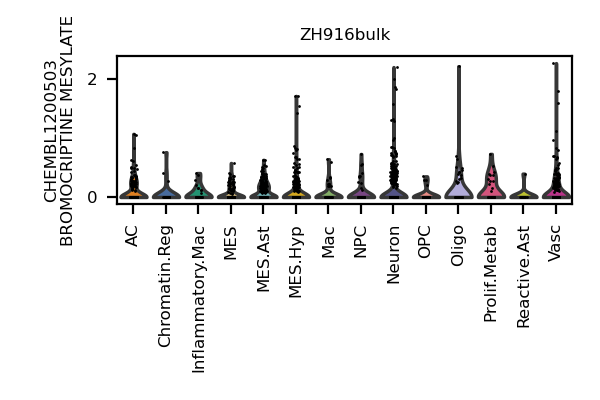 ZH916bulk
CHEMBL1200503
BROMOCRIPTINE MESYLATE
2
0
AC
Chromatin.Reg
Inflammatory.Mac
MES
MES.Ast
MES.Hyp
Mac
NPC
Neuron
OPC
Oligo
Prolif.Metab
Reactive.Ast
Vasc